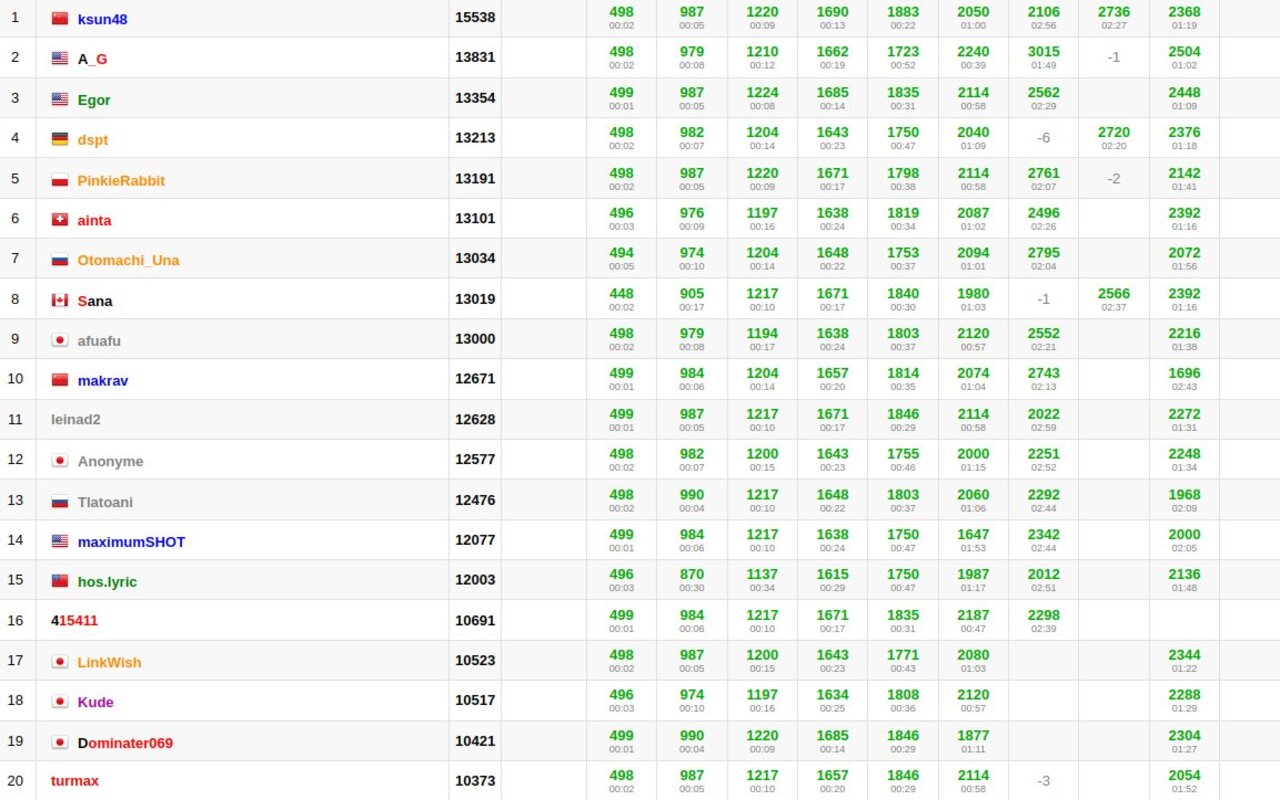 1 ksun48 15538 498 987 1220 1690 1883 2050 2106 2736 2368
00:02 00:05 00:09 00:13 00:22 01:00 02:56 02:27 01:19
2 A_G 13831 498 979 1210 1662 1723 2240 3015 -1 2504
00:02 00:08 00:12 00:19 00:52 00:39 01:49 01:02
3 Egor 13354 499 987 1224 1685 1835 2114 2562 2448
00:01 00:05 00:08 00:14 00:31 00:58 02:29 01:09
4 dspt 13213 498 982 1204 1643 1750 2040 -6 2720 2376
00:02 00:07 00:14 00:23 00:47 01:09 02:20 01:18
5 PinkieRabbit 13191 498 987 1220 1671 1798 2114 2761 -2 2142
00:02 00:05 00:09 00:17 00:38 00:58 02:07 01:41
6 ainta 13101 496 976 1197 1638 1819 2087 2496 2392
00:03 00:09 00:16 00:24 00:34 01:02 02:26 01:16
7 Otomachi_Una 13034 494 974 1204 1648 1753 2094 2795 2072
00:05 00:10 00:14 00:22 00:37 01:01 02:04 01:56
8 Sana 13019 448 905 1217 1671 1840 1980 -1 2566 2392
00:02 00:17 00:10 00:17 00:30 01:03 02:37 01:16
9 afuafu 13000 498 979 1194 1638 1803 2120 2552 2216
00:02 00:08 00:17 00:24 00:37 00:57 02:21 01:38
10 makrav 12671 499 984 1204 1657 1814 2074 2743 1696
00:01 00:06 00:14 00:20 00:35 01:04 02:13 02:43
11 leinad2 12628 499 987 1217 1671 1846 2114 2022 2272
00:01 00:05 00:10 00:17 00:29 00:58 02:59 01:31
12 Anonyme 12577 498 982 1200 1643 1755 2000 2251 2248
00:02 00:07 00:15 00:23 00:46 01:15 02:52 01:34
13 Tlatoani 12476 498 990 1217 1648 1803 2060 2292 1968
00:02 00:04 00:10 00:22 00:37 01:06 02:44 02:09
14 maximumSHOT 12077 499 984 1217 1638 1750 1647 2342 2000
00:01 00:06 00:10 00:24 00:47 01:53 02:44 02:05
15 hos.lyric 12003 496 870 1137 1615 1750 1987 2012 2136
00:03 00:30 00:34 00:29 00:47 01:17 02:51 01:48
16 415411 10691 499 984 1217 1671 1835 2187 2298
00:01 00:06 00:10 00:17 00:31 00:47 02:39
17 LinkWish 10523 498 987 1200 1643 1771 2080 2344
00:02 00:05 00:15 00:23 00:43 01:03 01:22
18 Kude 10517 496 974 1197 1634 1808 2120 2288
00:03 00:10 00:16 00:25 00:36 00:57 01:29
19 Dominater069 10421 499 990 1220 1685 1846 1877 2304
00:01 00:04 00:09 00:14 00:29 01:11 01:27
20 turmax 10373 498 987 1217 1657 1846 2114 -3 2054
00:02 00:05 00:10 00:20 00:29 00:58 01:52